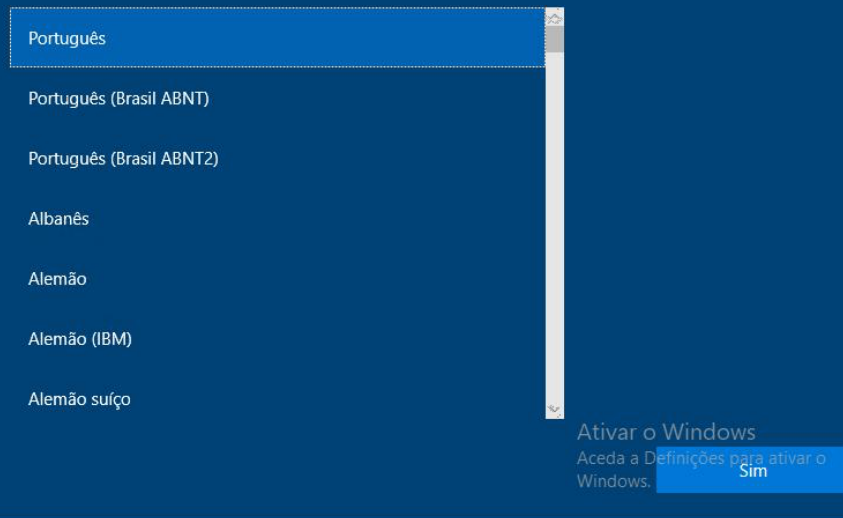 Português
Português (Brasil ABNT)
Português (Brasil ABNT2)
Albanês
Alemão
Alemão (IBM)
Alemão suíço
Ativar o Windows
Aceda a Definições para ativar o
Windows.
Sim